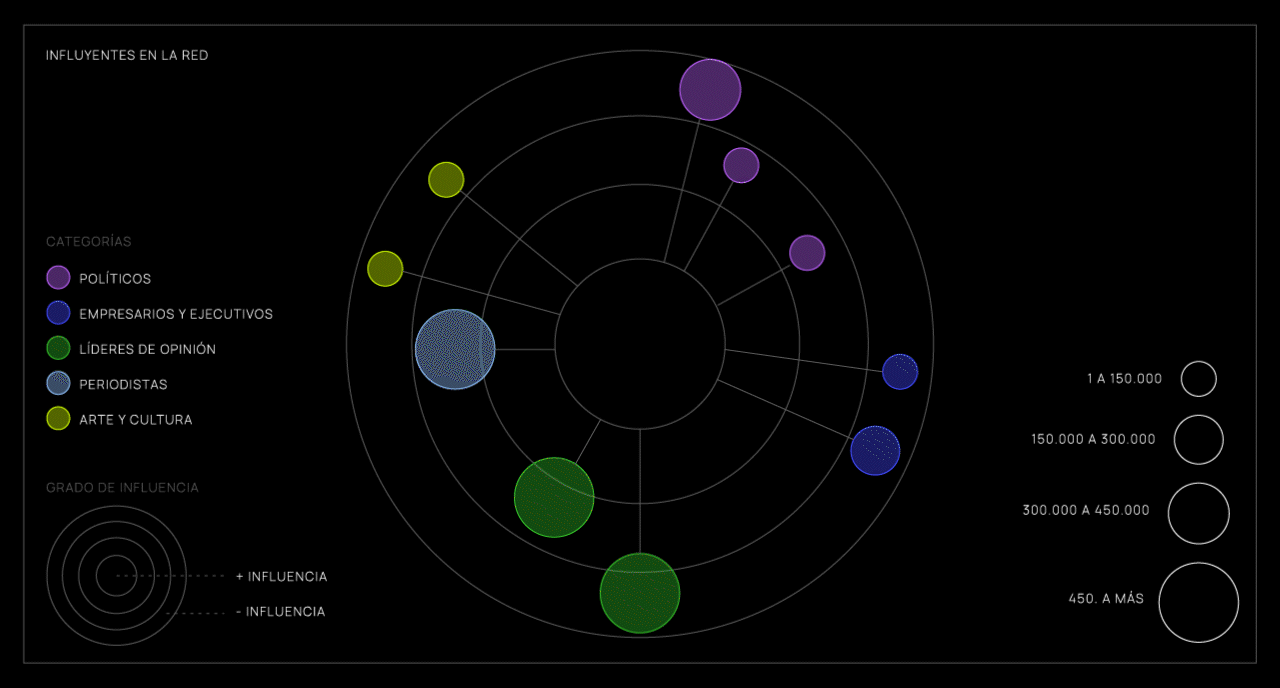 INFLUYENTES EN LA RED
CATEGORÍAS
POLÍTICOS
EMPRESARIOS Y EJECUTIVOS
LÍDERES DE OPINIÓN
PERIODISTAS
ARTE Y CULTURA
GRADO DE INFLUENCIA
+ INFLUENCIA
- INFLUENCIA
1 A 150.000
150.000 A 300.000
300.000 A 450.000
450. A MÁS